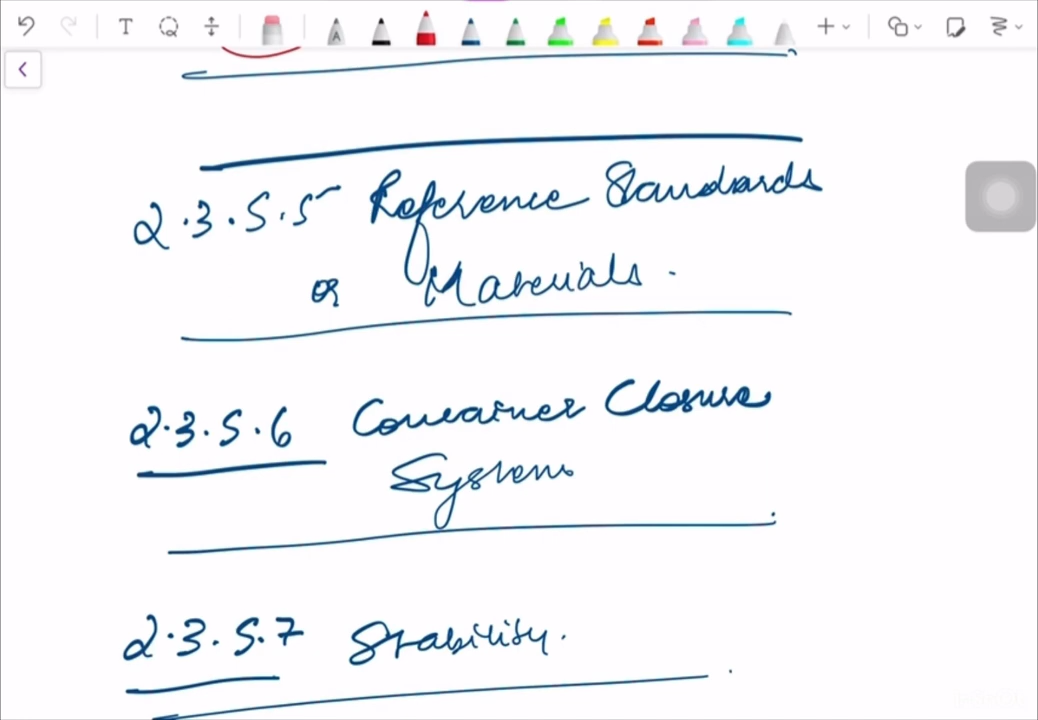 2.3.S.5 Reference Standards
or Materials.
2.3.S.6 Container Closure
System
2.3.S.7 Stability.